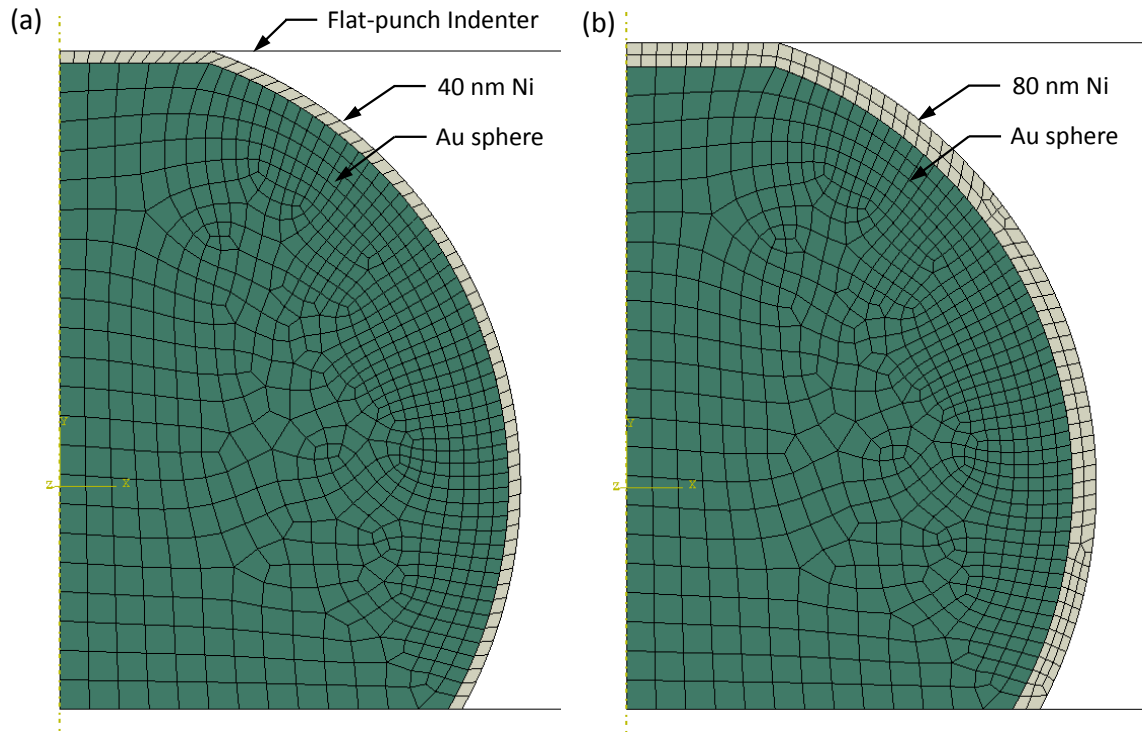 (a)
Flat-punch Indenter
40 nm Ni
Au sphere
Y
Z
X
(b)
80 nm Ni
Au sphere
Y
Z
X